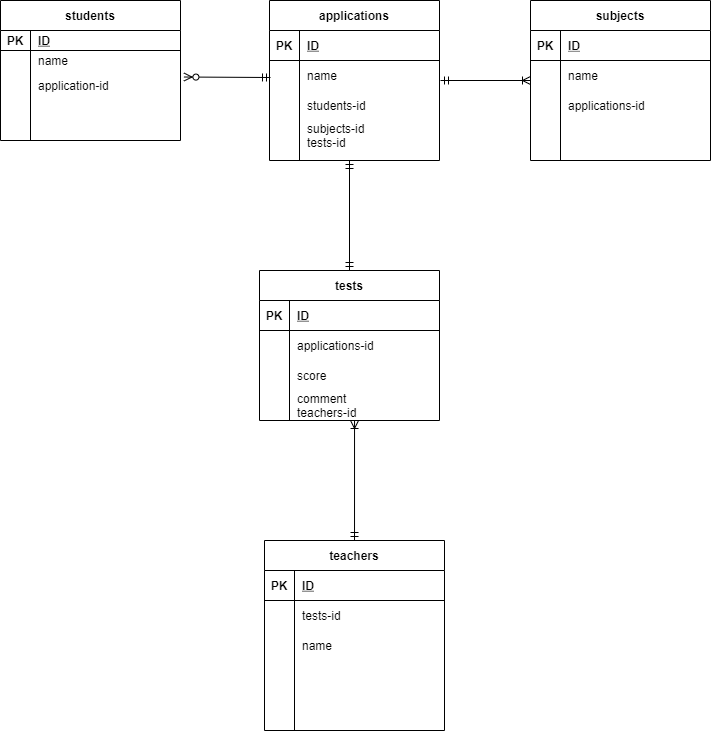 students
PK ID
name
application-id
applications
PK ID
name
students-id
subjects-id
tests-id
subjects
PK ID
name
applications-id
tests
PK ID
applications-id
score
comment
teachers-id
teachers
PK ID
tests-id
name